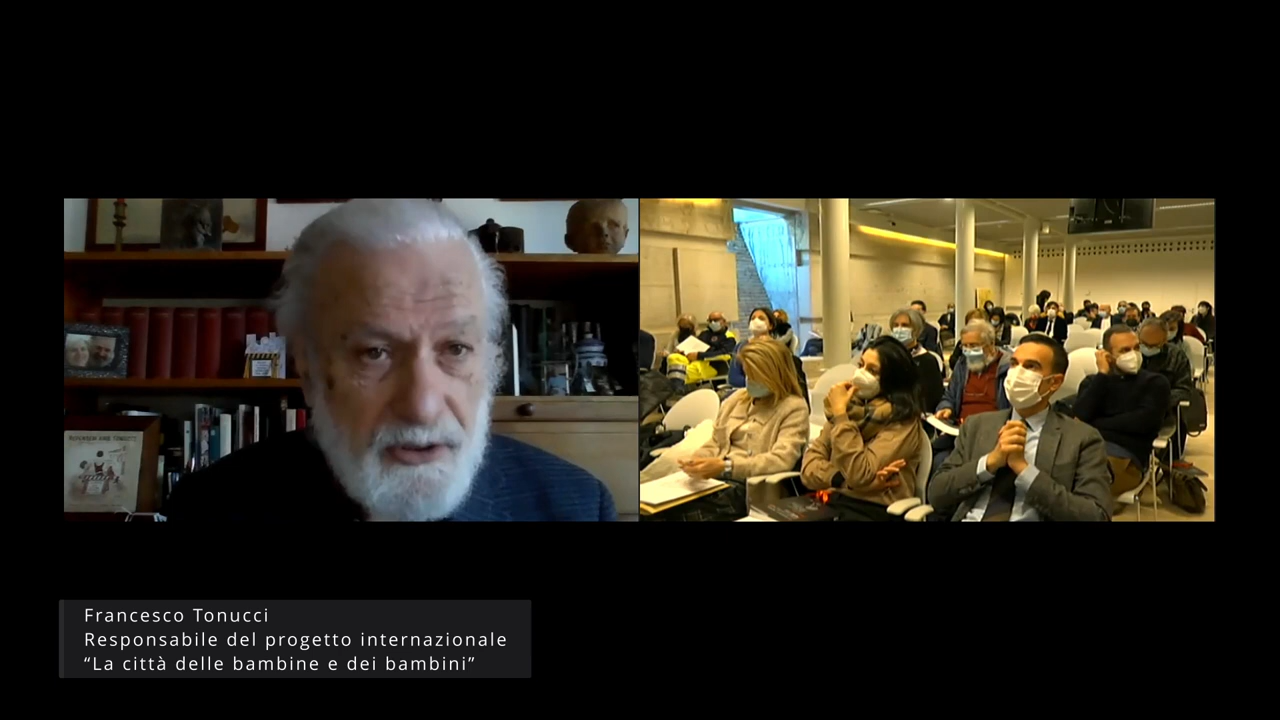 Francesco Tonucci
Responsabile del progetto internazionale
“La città delle bambine e dei bambini”